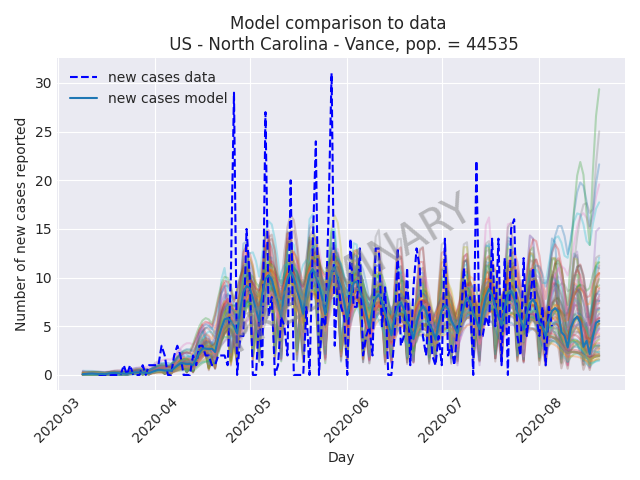 Model comparison to data
US - North Carolina - Vance, pop. = 44535
new cases data
new cases model
Number of new cases reported
30
25
20
15
10
5
0
2020-03
2020-04
2020-05
2020-06
2020-07
2020-08
Day